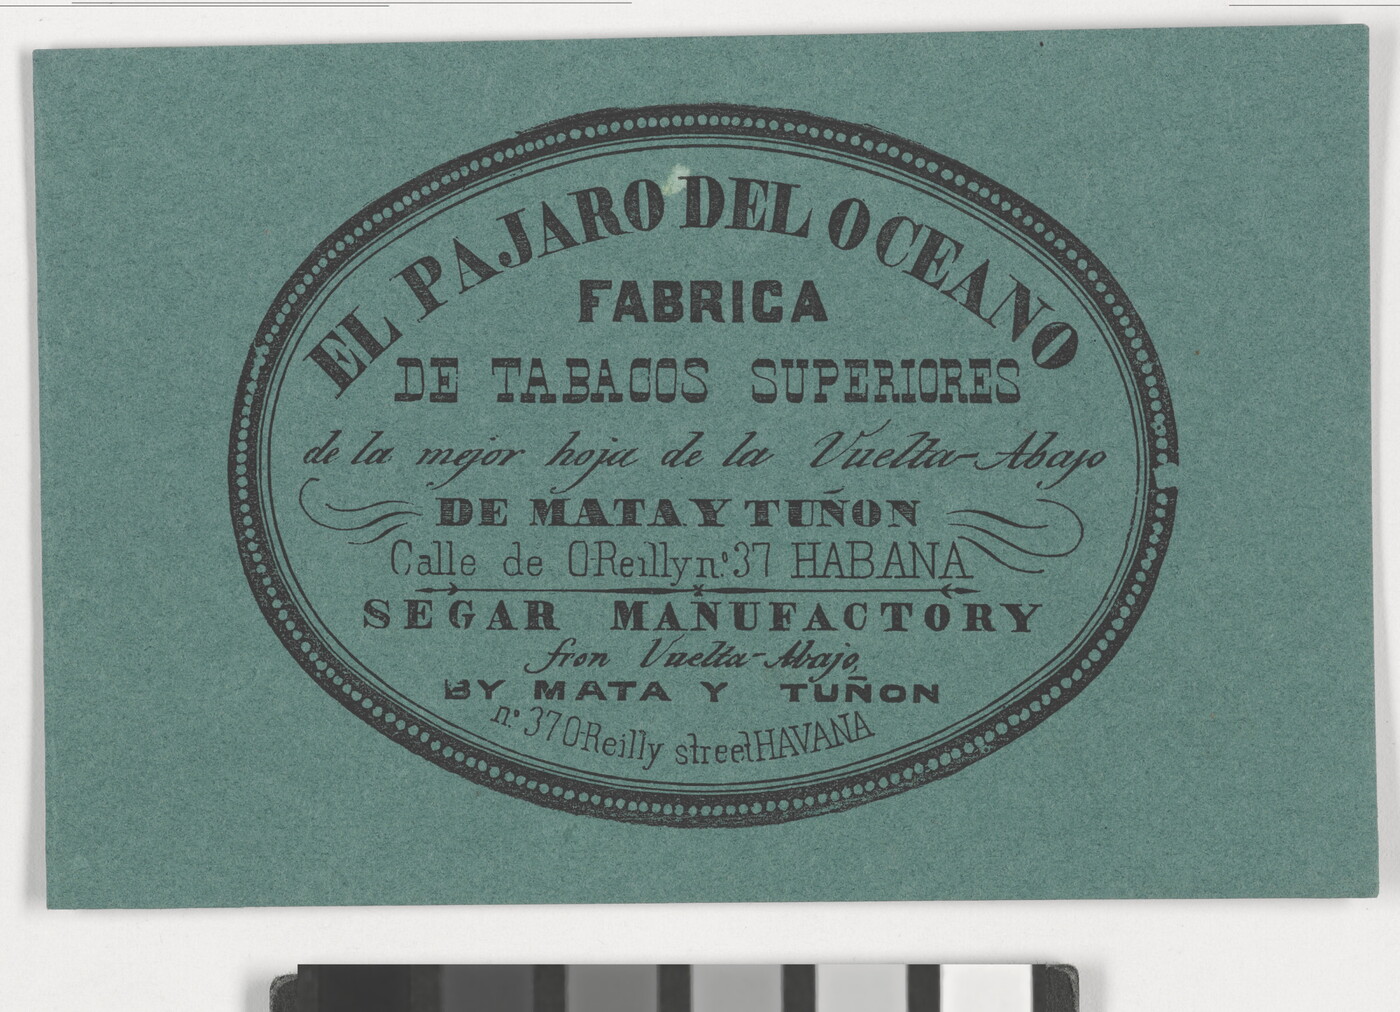 EL PAJARO DEL OCEANO
FABRICA
DE TABACOS SUPERIORES
de la mejor hoja de la Vuelta-Abajo
DE MATA Y TUÑON
Calle de O-Reilly nº 37 HABANA
SEGAR MANUFACTORY
fron Vuelta-Abajo,
BY MATA Y TUÑON
nº 37 O-Reilly street HAVANA